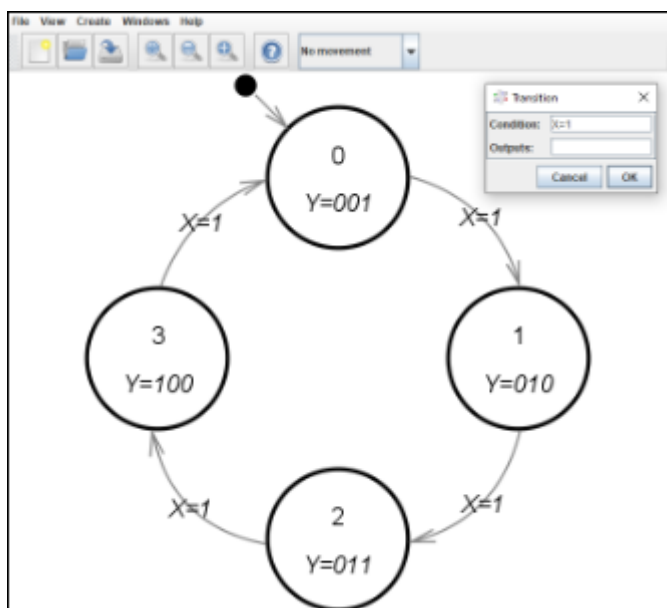 File View Create Windows Help
No movement
Transition
Condition: X=1
Outputs:
Cancel OK
0
Y=001
X=1
X=1
3
Y=100
1
Y=010
X=1
X=1
2
Y=011